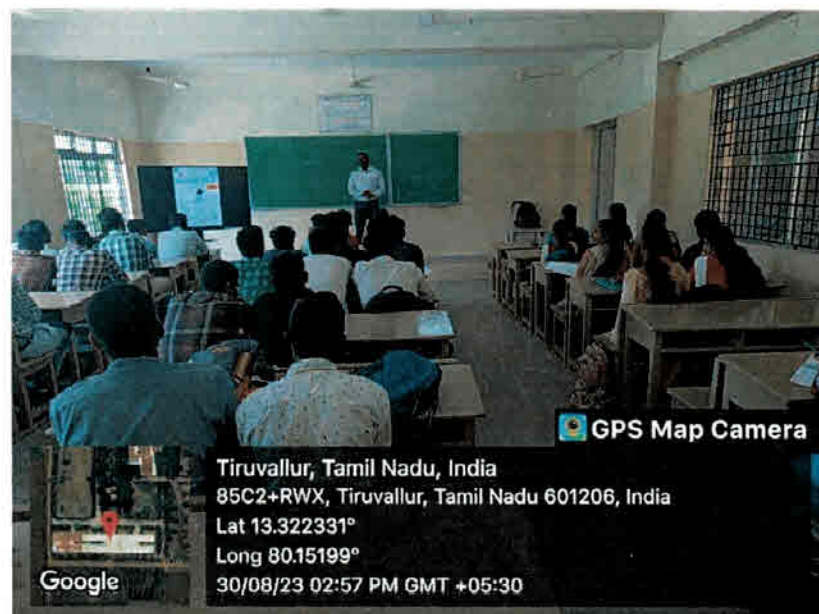 GPS Map Camera
Tiruvallur, Tamil Nadu, India
85C2+RWX, Tiruvallur, Tamil Nadu 601206, India
Lat 13.322331°
Long 80.15199°
30/08/23 02:57 PM GMT +05:30
Google